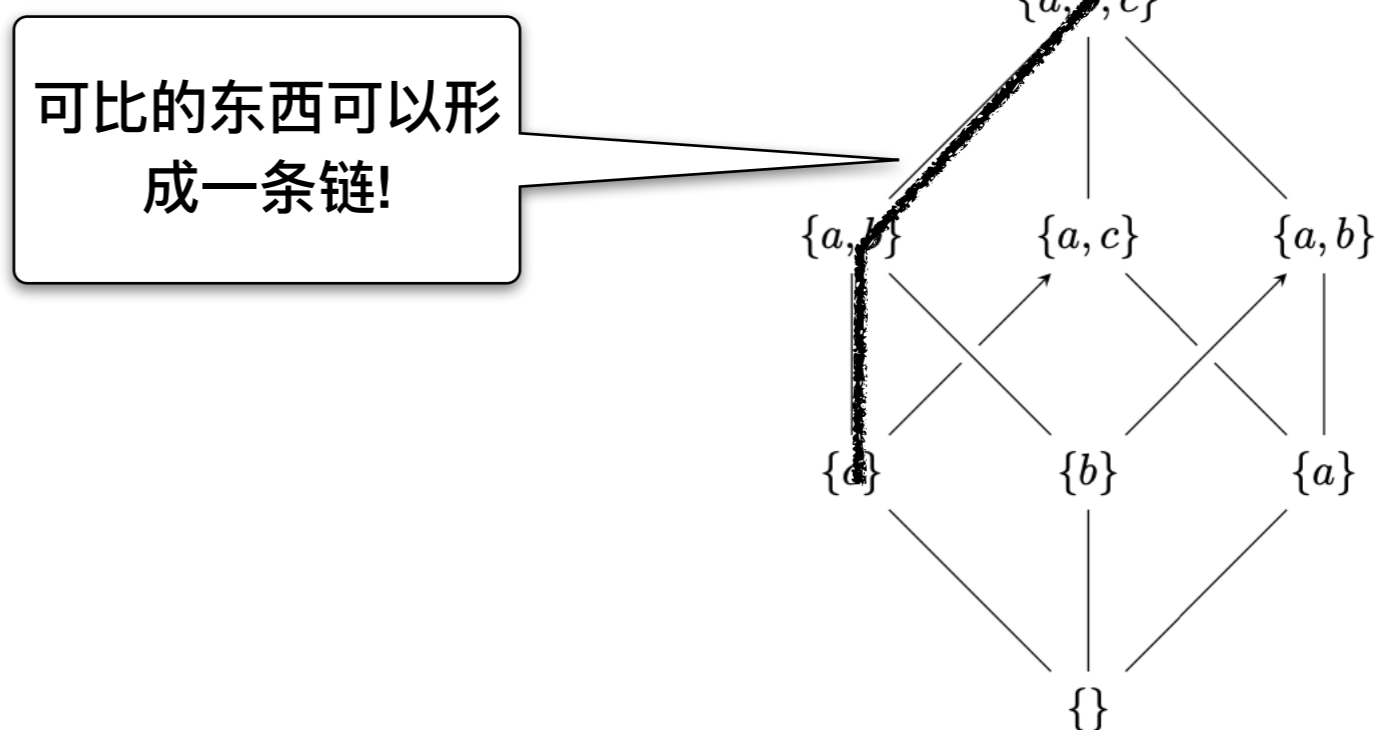 可比的东西可以形
成一条链!
{a, b} {a, c} {a, b}
{b} {a}
{}